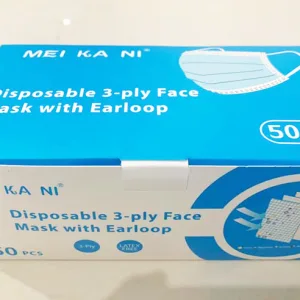 MEI KA NI®
Disposable 3-ply Face
Mask with Earloop
50
KA NI®
Disposable 3-ply Face
Mask with Earloop
50 PCS
3-Ply
LATEX
FREE